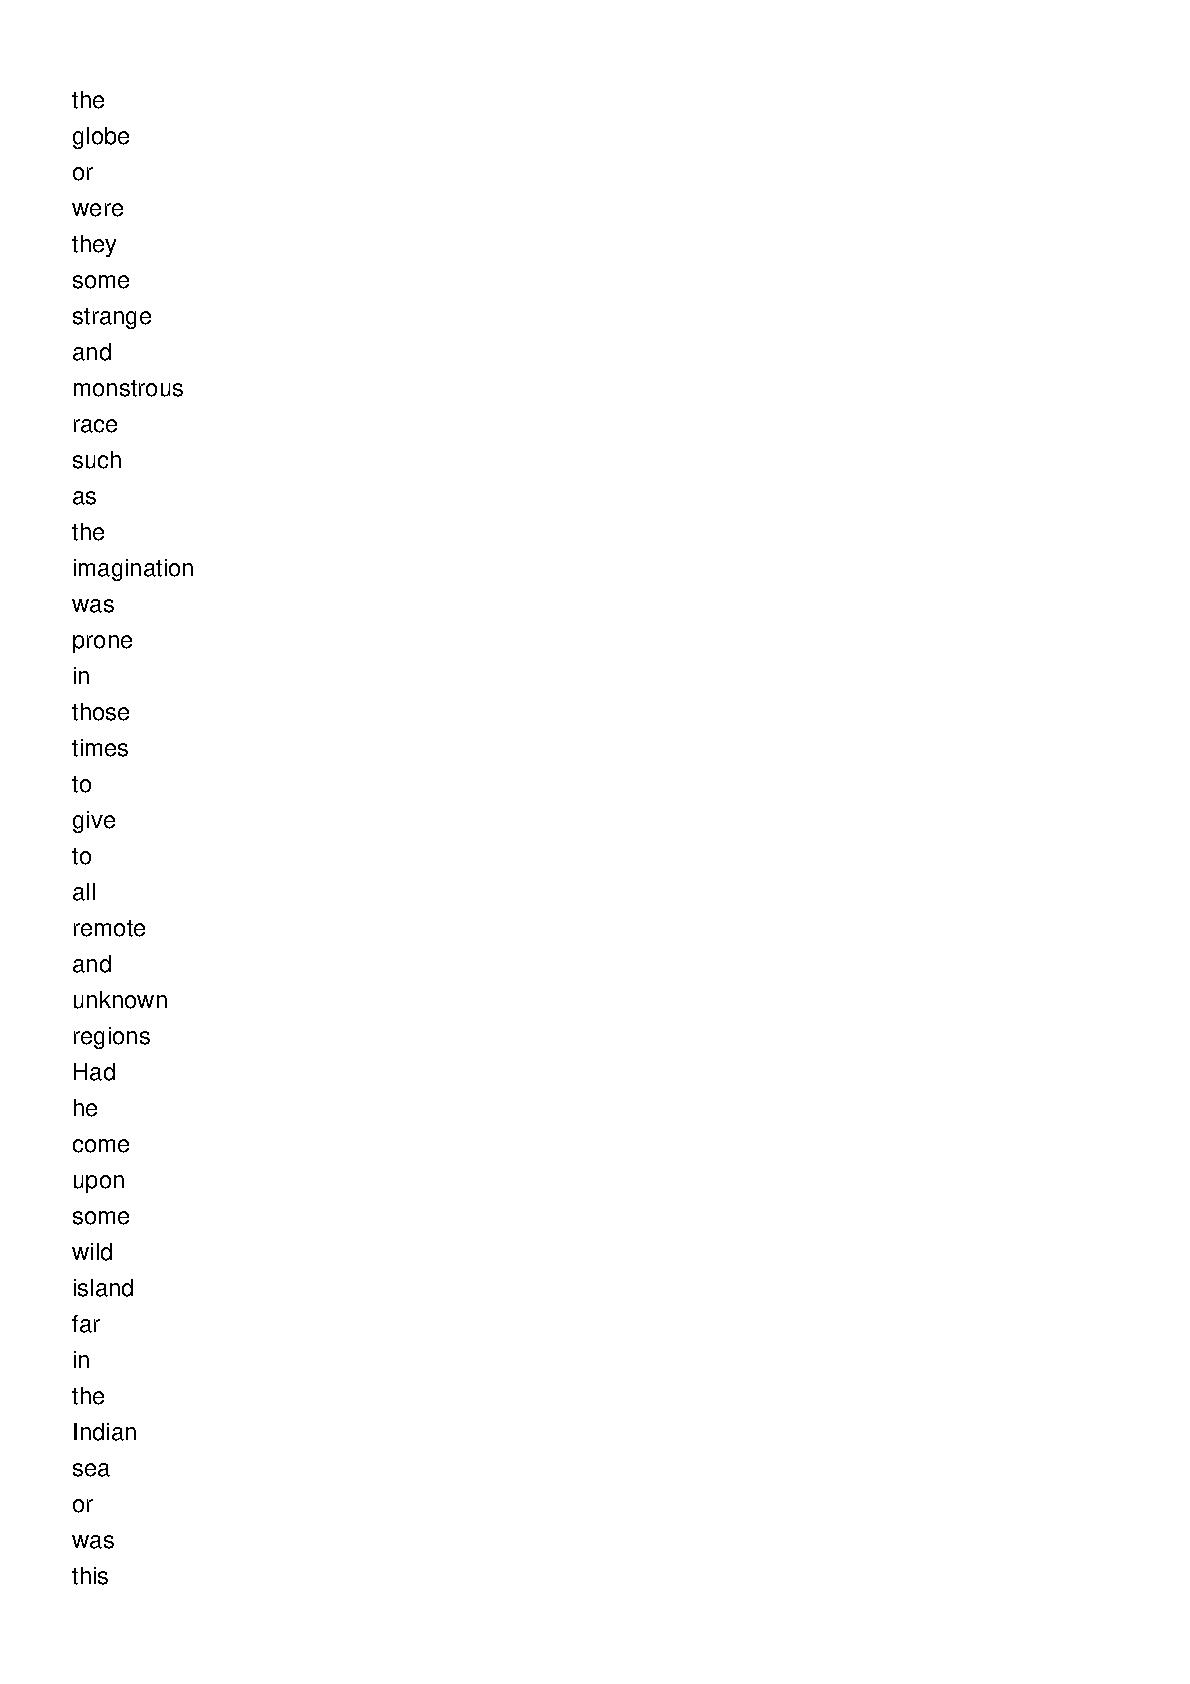 the
globe
or
were
they
some
strange
and
monstrous
race
such
as
the
imagination
was
prone
in
those
times
to
give
to
all
remote
and
unknown
regions
Had
he
come
upon
some
wild
island
far
in
the
Indian
sea
or
was
this